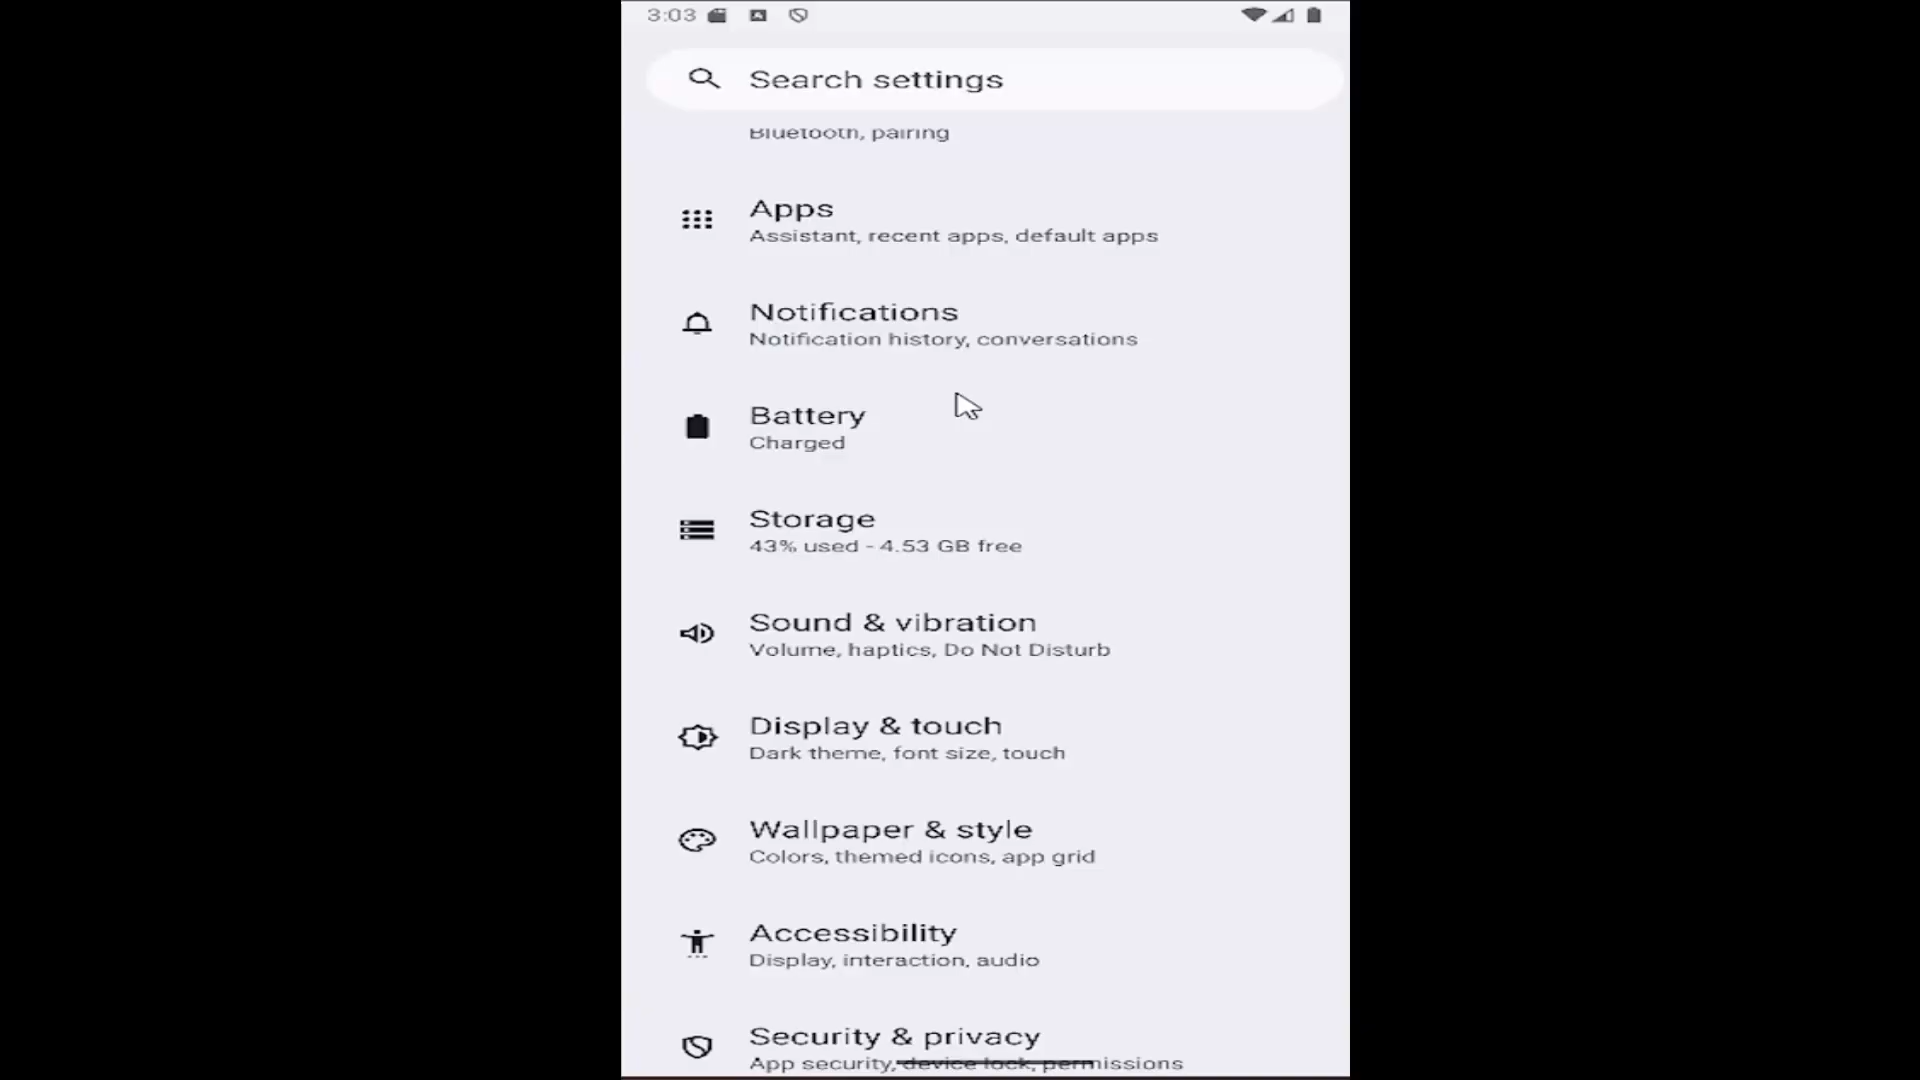 3:03
Search settings
Bluetooth, pairing
Apps
Assistant, recent apps, default apps
Notifications
Notification history, conversations
Battery
Charged
Storage
43% used - 4.53 GB free
Sound & vibration
Volume, haptics, Do Not Disturb
Display & touch
Dark theme, font size, touch
Wallpaper & style
Colors, themed icons, app grid
Accessibility
Display, interaction, audio
Security & privacy
App security, device lock, permissions